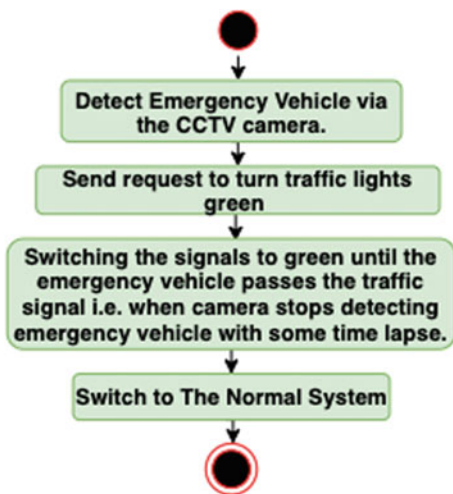 Detect Emergency Vehicle via
the CCTV camera.
Send request to turn traffic lights
green
Switching the signals to green until the
emergency vehicle passes the traffic
signal i.e. when camera stops detecting
emergency vehicle with some time lapse.
Switch to The Normal System